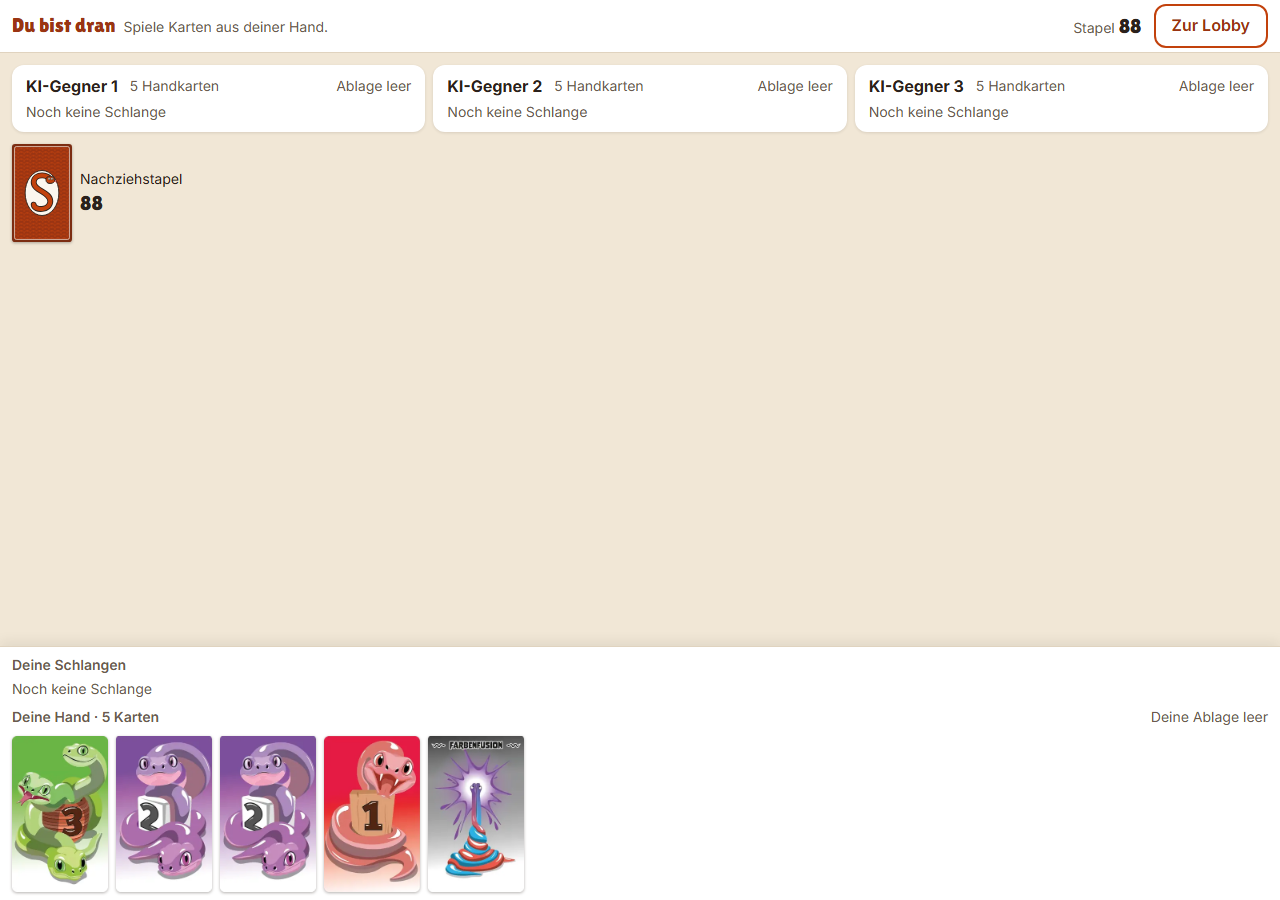 Du bist dran Spiele Karten aus deiner Hand.
Stapel 88 Zur Lobby
KI-Gegner 1 5 Handkarten Ablage leer
Noch keine Schlange
KI-Gegner 2 5 Handkarten Ablage leer
Noch keine Schlange
KI-Gegner 3 5 Handkarten Ablage leer
Noch keine Schlange
S
Nachziehstapel
88
Deine Schlangen
Noch keine Schlange
Deine Hand · 5 Karten
Deine Ablage leer
3
2
2
1
FARBENFUSION